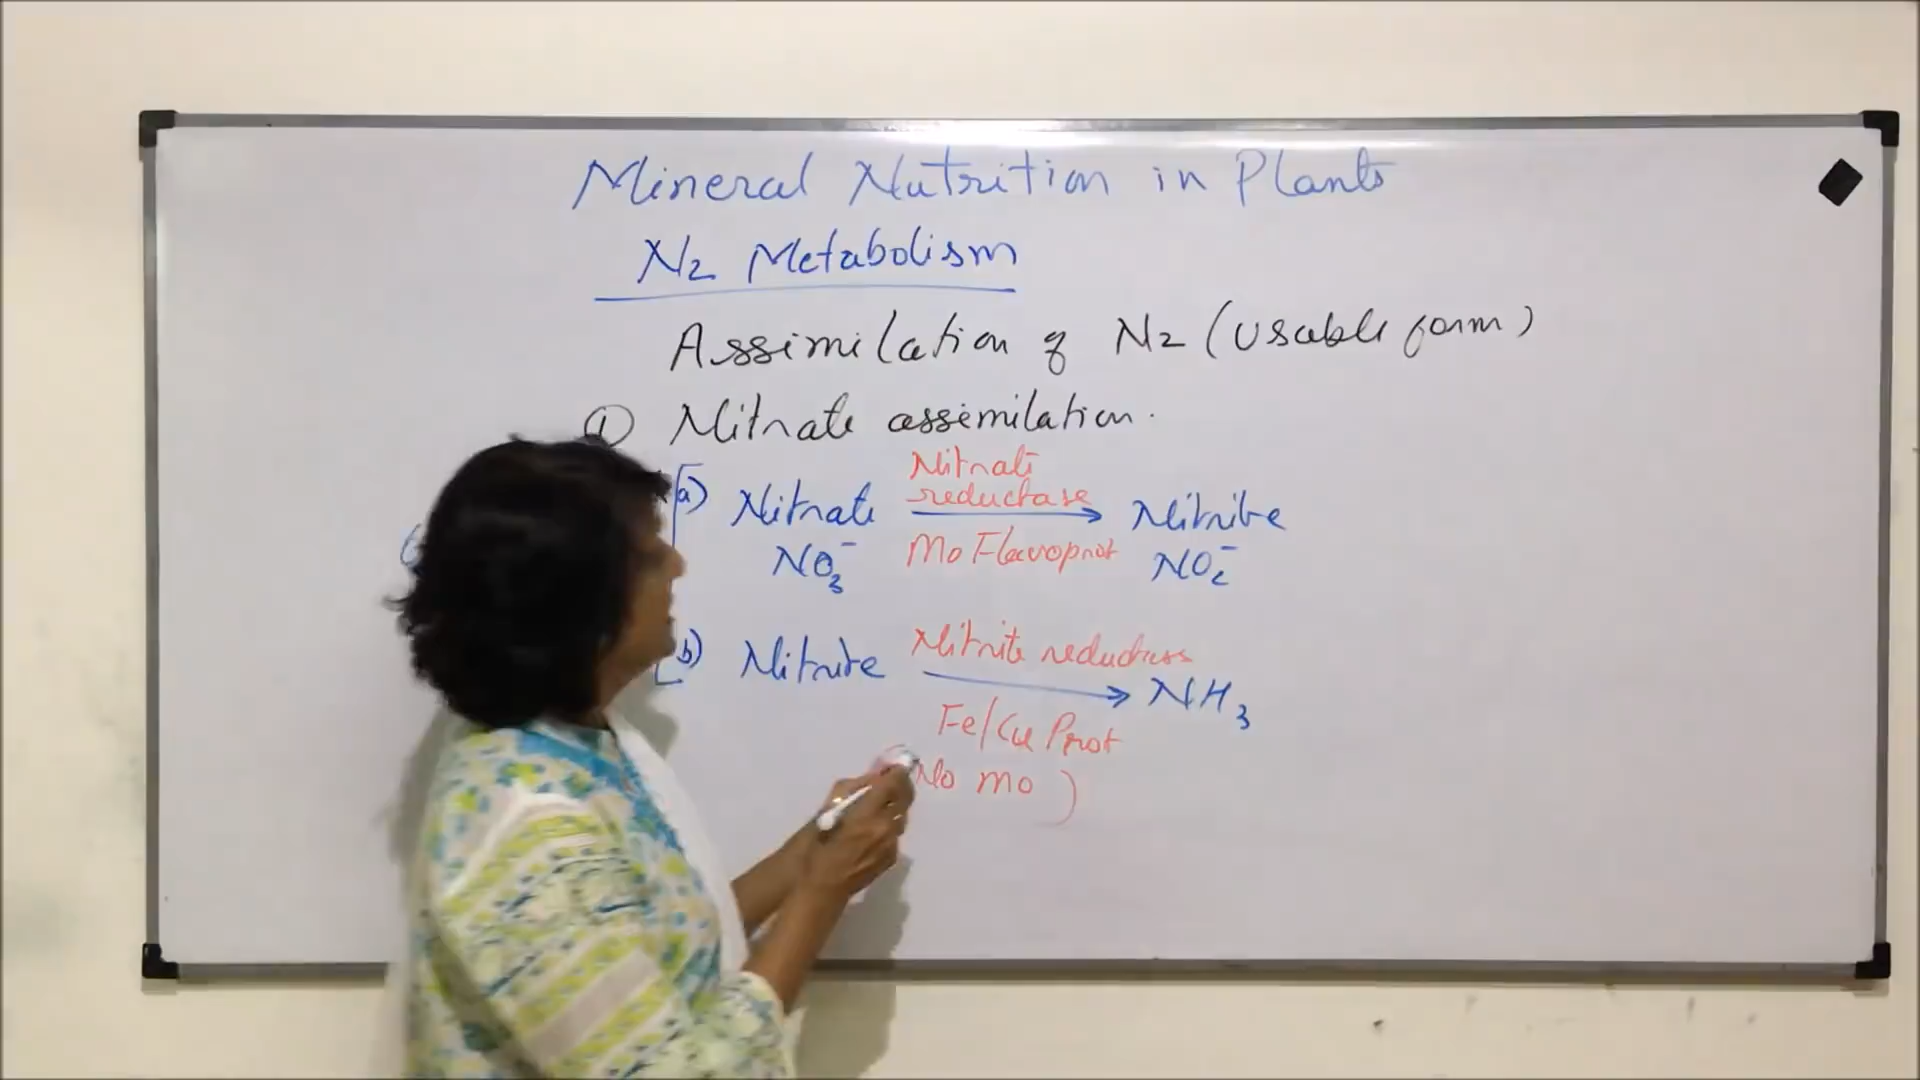 Mineral Nutrition in Plants
N2 Metabolism
Assimilation of N2 (Usable form)
1) Nitrate assimilation.
a) Nitrate Nitrate reductase Mo Flavoprot Nitrite
NO3- NO2-
b) Nitrite Nitrite reductase NH3
Fe/Cu Prot
No Mo )